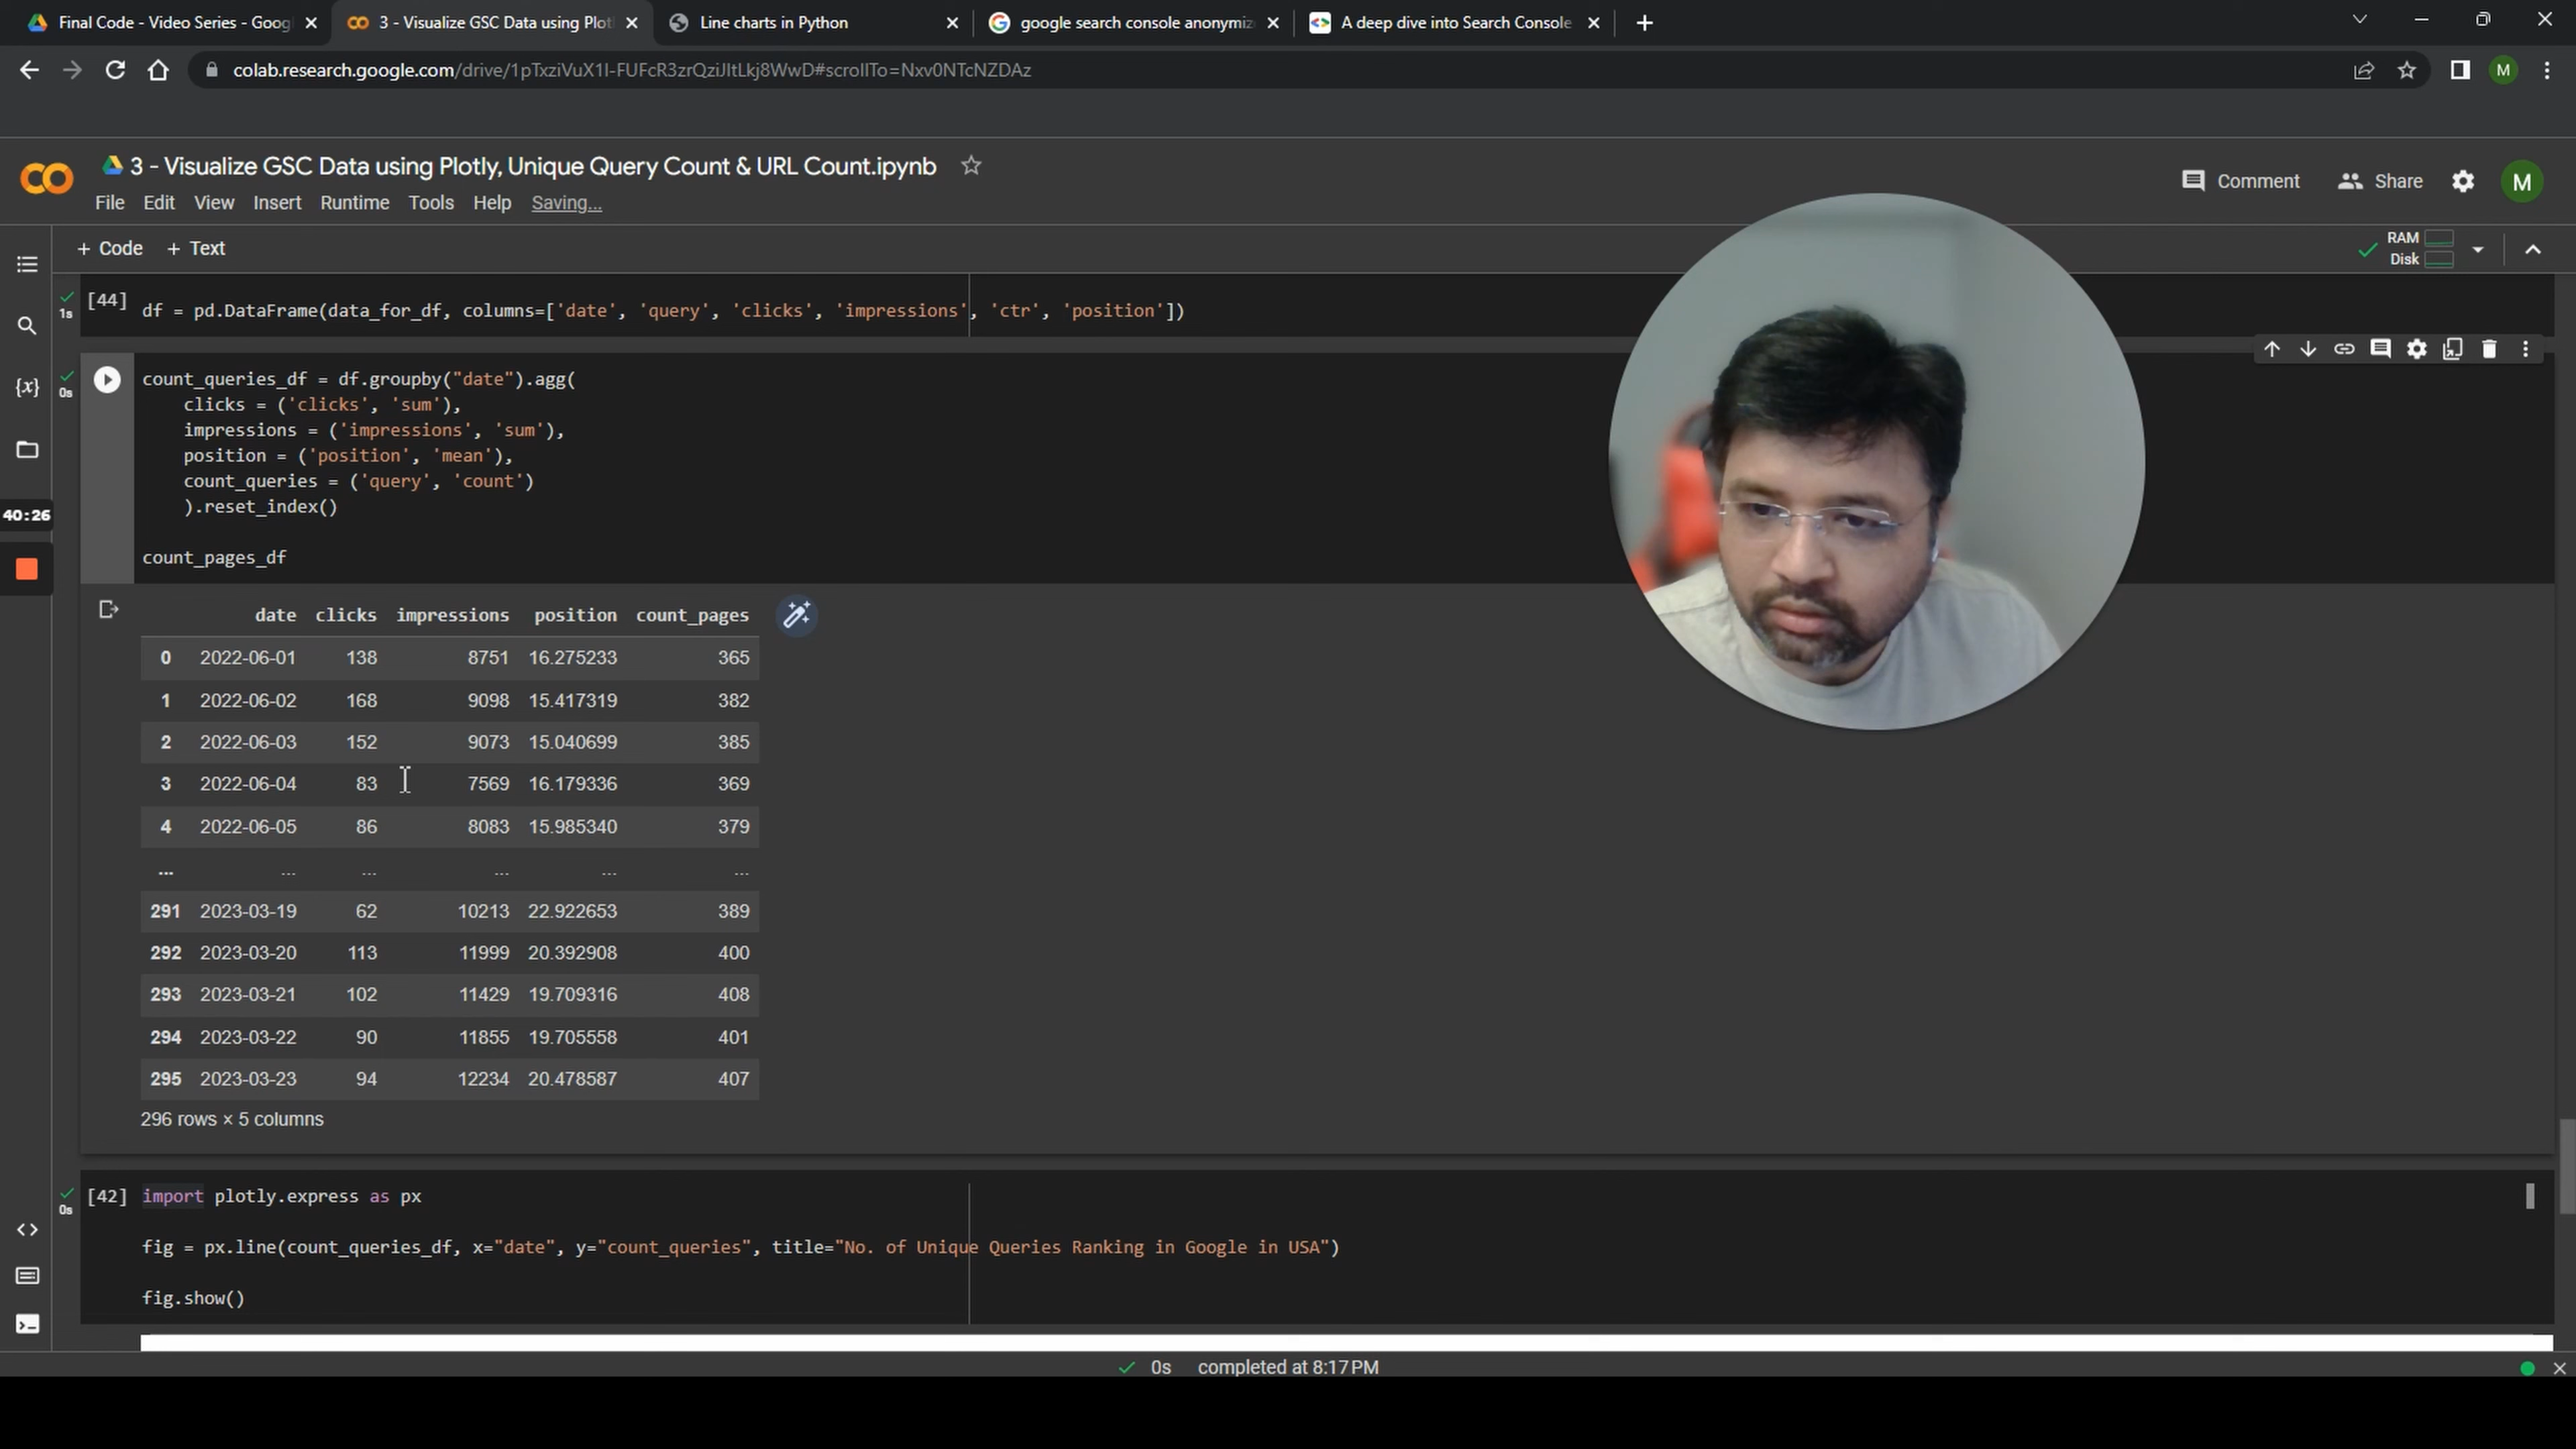 Final Code - Video Series - Goog
3 - Visualize GSC Data using Plotl
Line charts in Python
google search console anonymiz
A deep dive into Search Console
colab.research.google.com/drive/1pTxziVuX1I-FUFcR3zrQziJltLkj8WwD#scrollTo=Nxv0NTcNZDAz
M
3 - Visualize GSC Data using Plotly, Unique Query Count & URL Count.ipynb
Comment
Share
M
File Edit View Insert Runtime Tools Help Saving...
+ Code + Text
RAM
Disk
1s
[44] df = pd.DataFrame(data_for_df, columns=['date', 'query', 'clicks', 'impressions', 'ctr', 'position'])
0s
count_queries_df = df.groupby("date").agg(
clicks = ('clicks', 'sum'),
impressions = ('impressions', 'sum'),
position = ('position', 'mean'),
count_queries = ('query', 'count')
).reset_index()
40:26
count_pages_df
date clicks impressions position count_pages
0 2022-06-01 138 8751 16.275233 365
1 2022-06-02 168 9098 15.417319 382
2 2022-06-03 152 9073 15.040699 385
3 2022-06-04 83 7569 16.179336 369
4 2022-06-05 86 8083 15.985340 379
... ... ... ... ... ...
291 2023-03-19 62 10213 22.922653 389
292 2023-03-20 113 11999 20.392908 400
293 2023-03-21 102 11429 19.709316 408
294 2023-03-22 90 11855 19.705558 401
295 2023-03-23 94 12234 20.478587 407
296 rows × 5 columns
0s
[42] import plotly.express as px
fig = px.line(count_queries_df, x="date", y="count_queries", title="No. of Unique Queries Ranking in Google in USA")
fig.show()
0s completed at 8:17 PM